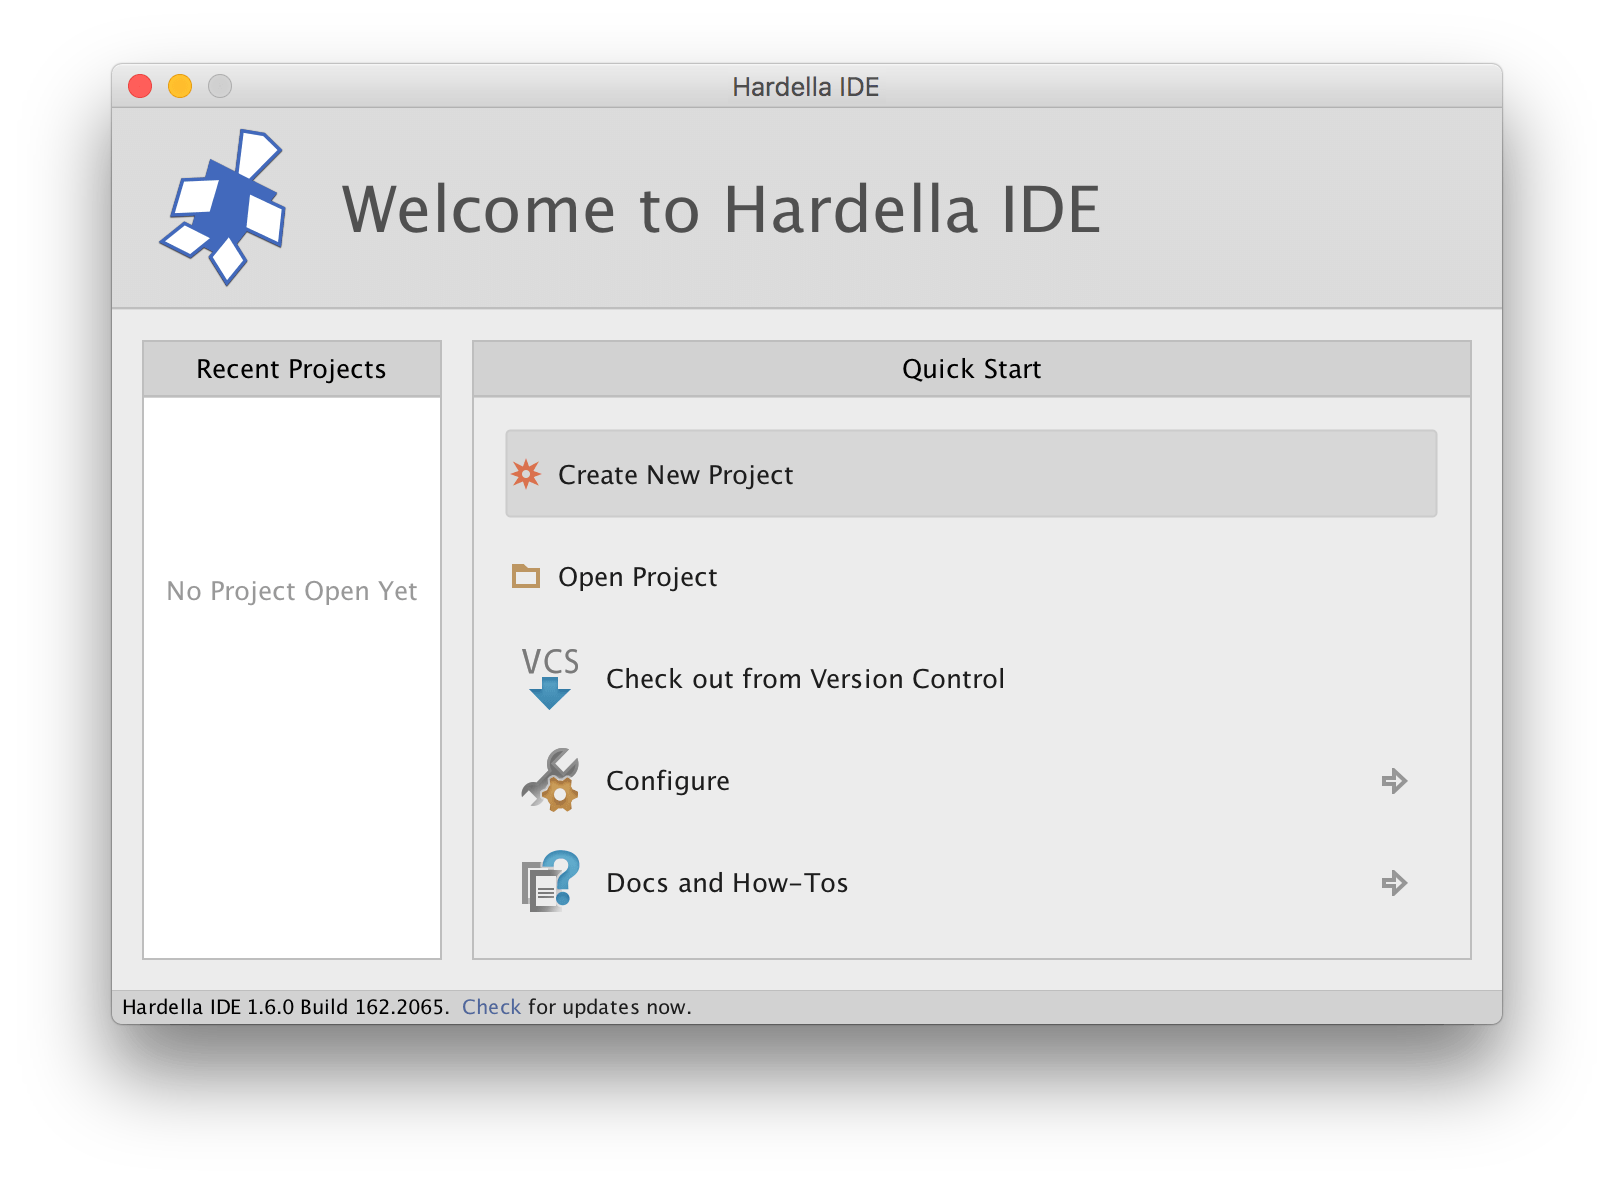 Hardella IDE
Welcome to Hardella IDE
Recent Projects
No Project Open Yet
Quick Start
Create New Project
Open Project
VCS
Check out from Version Control
Configure
?
Docs and How-Tos
Hardella IDE 1.6.0 Build 162.2065. Check for updates now.